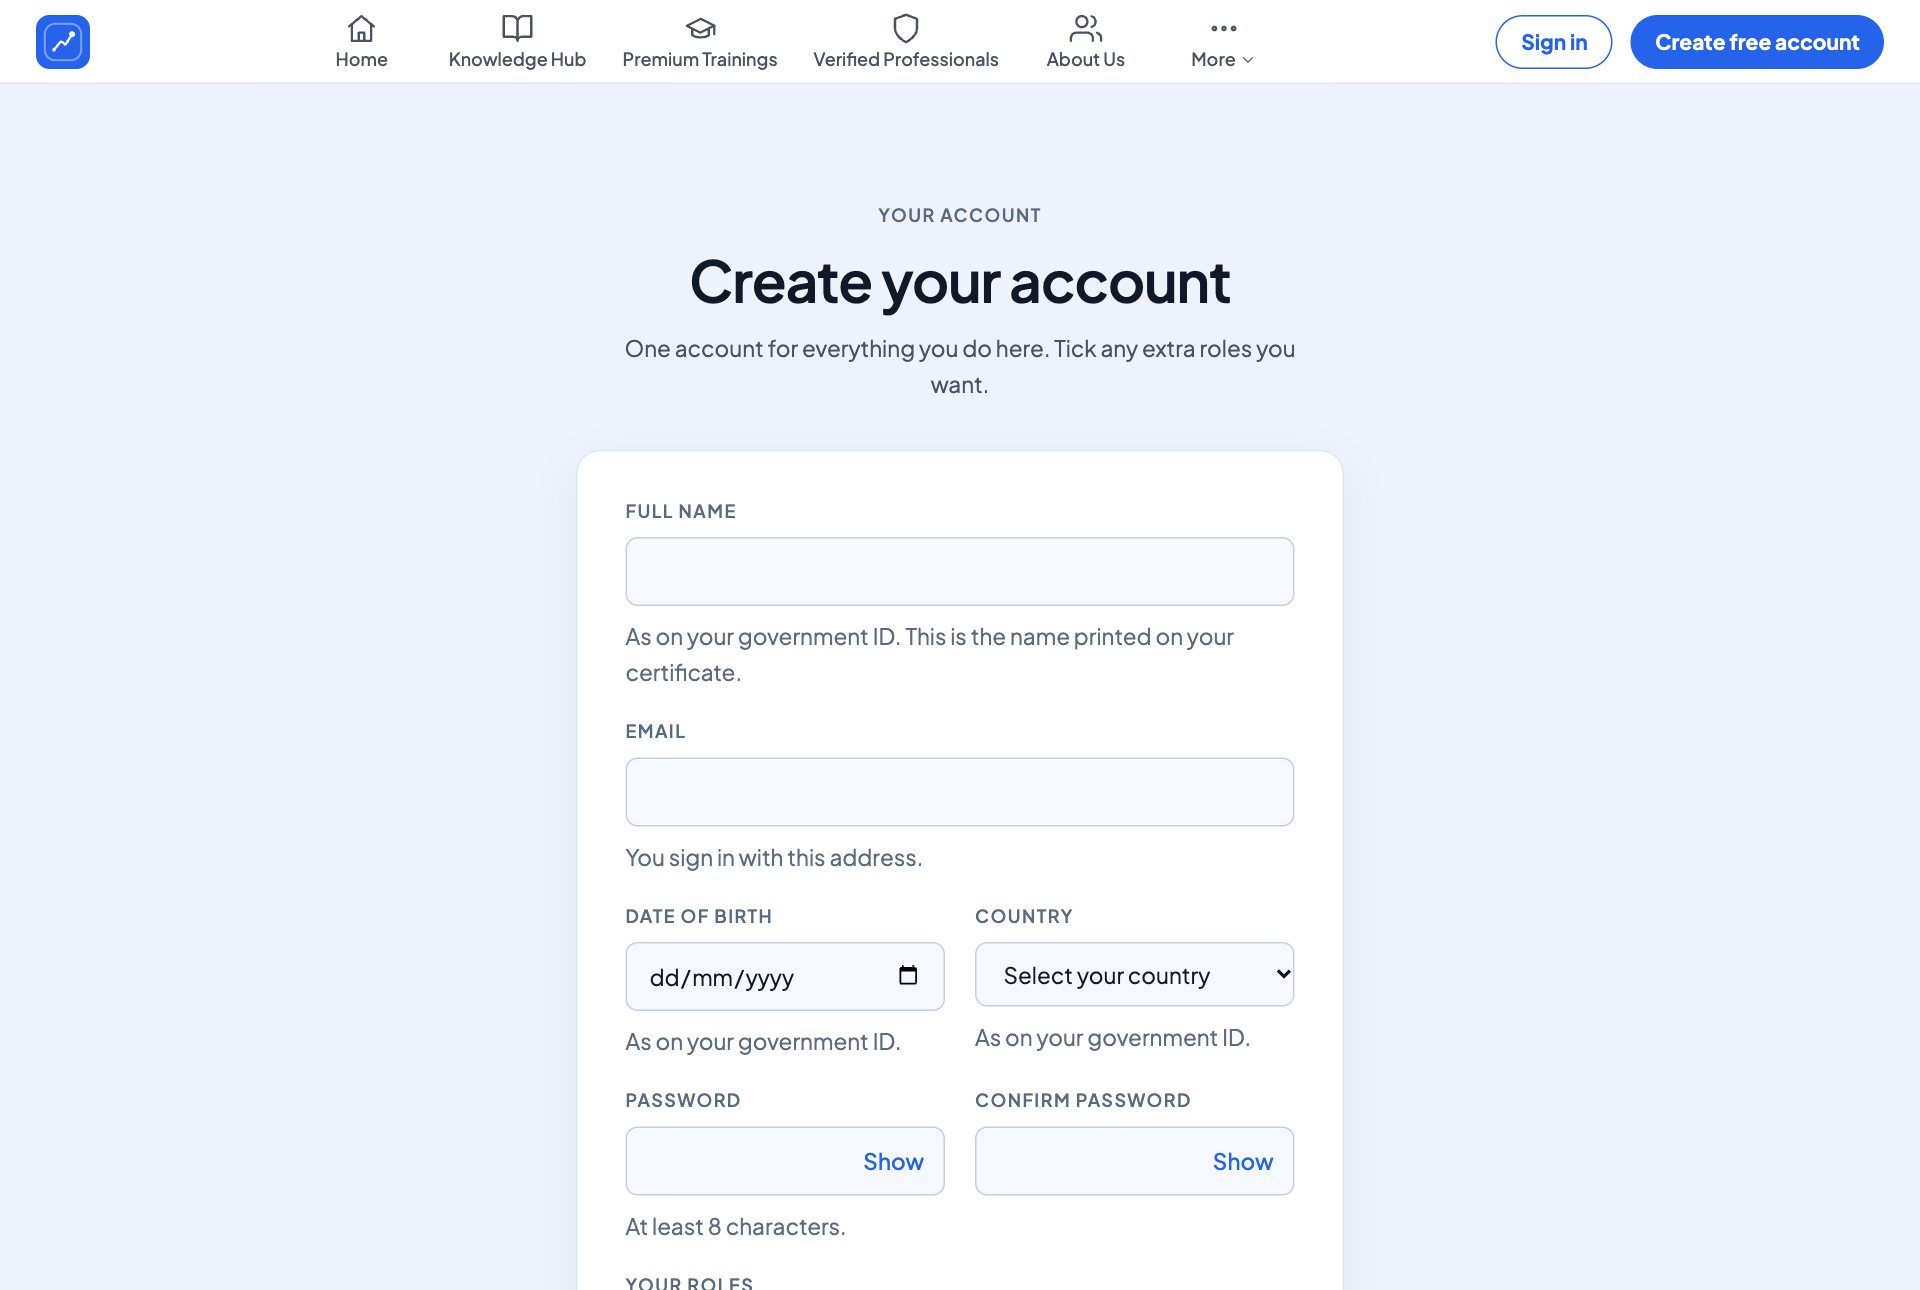 Home
Knowledge Hub
Premium Trainings
Verified Professionals
About Us
More
Sign in
Create free account
YOUR ACCOUNT
Create your account
One account for everything you do here. Tick any extra roles you
want.
FULL NAME
As on your government ID. This is the name printed on your
certificate.
EMAIL
You sign in with this address.
DATE OF BIRTH
COUNTRY
dd/mm/yyyy
Select your country
As on your government ID.
As on your government ID.
PASSWORD
CONFIRM PASSWORD
Show
Show
At least 8 characters.
YOUR ROLES